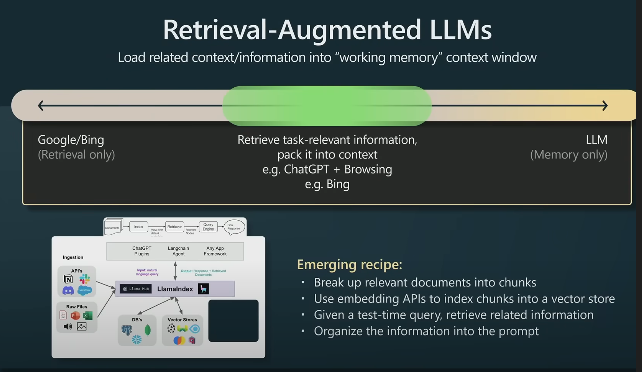 Retrieval-Augmented LLMs
Load related context/information into “working memory” context window
Google/Bing
(Retrieval only)
Retrieve task-relevant information,
pack it into context
e.g. ChatGPT + Browsing
e.g. Bing
LLM
(Memory only)
ChatGPT
Plugins
Langchain
Agent
Any App
Framework
Ingestion
API's
Raw Files
LlamaIndex
DB's
Vector Stores
Emerging recipe:
• Break up relevant documents into chunks
• Use embedding APIs to index chunks into a vector store
• Given a test-time query, retrieve related information
• Organize the information into the prompt